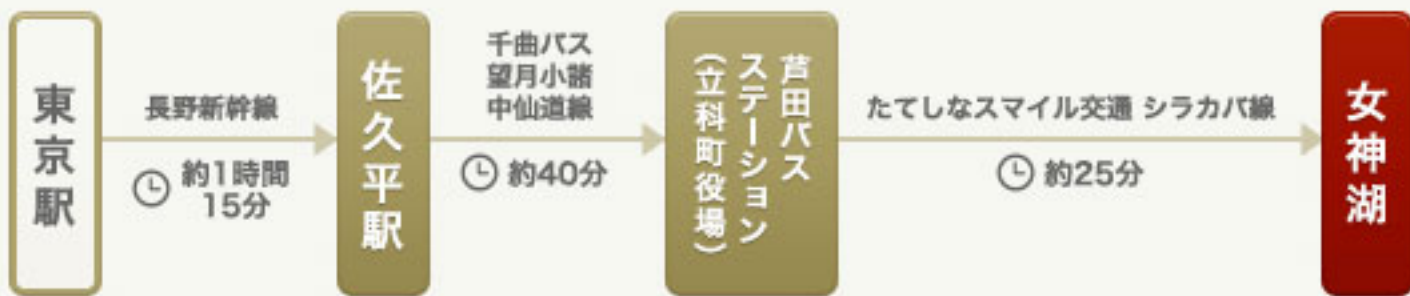 東京駅
長野新幹線
約1時間
15分
佐久平駅
千曲バス
望月小諸
中仙道線
約40分
芦田バス
ステーション
(立科町役場)
たてしなスマイル交通 シラカバ線
約25分
女神湖